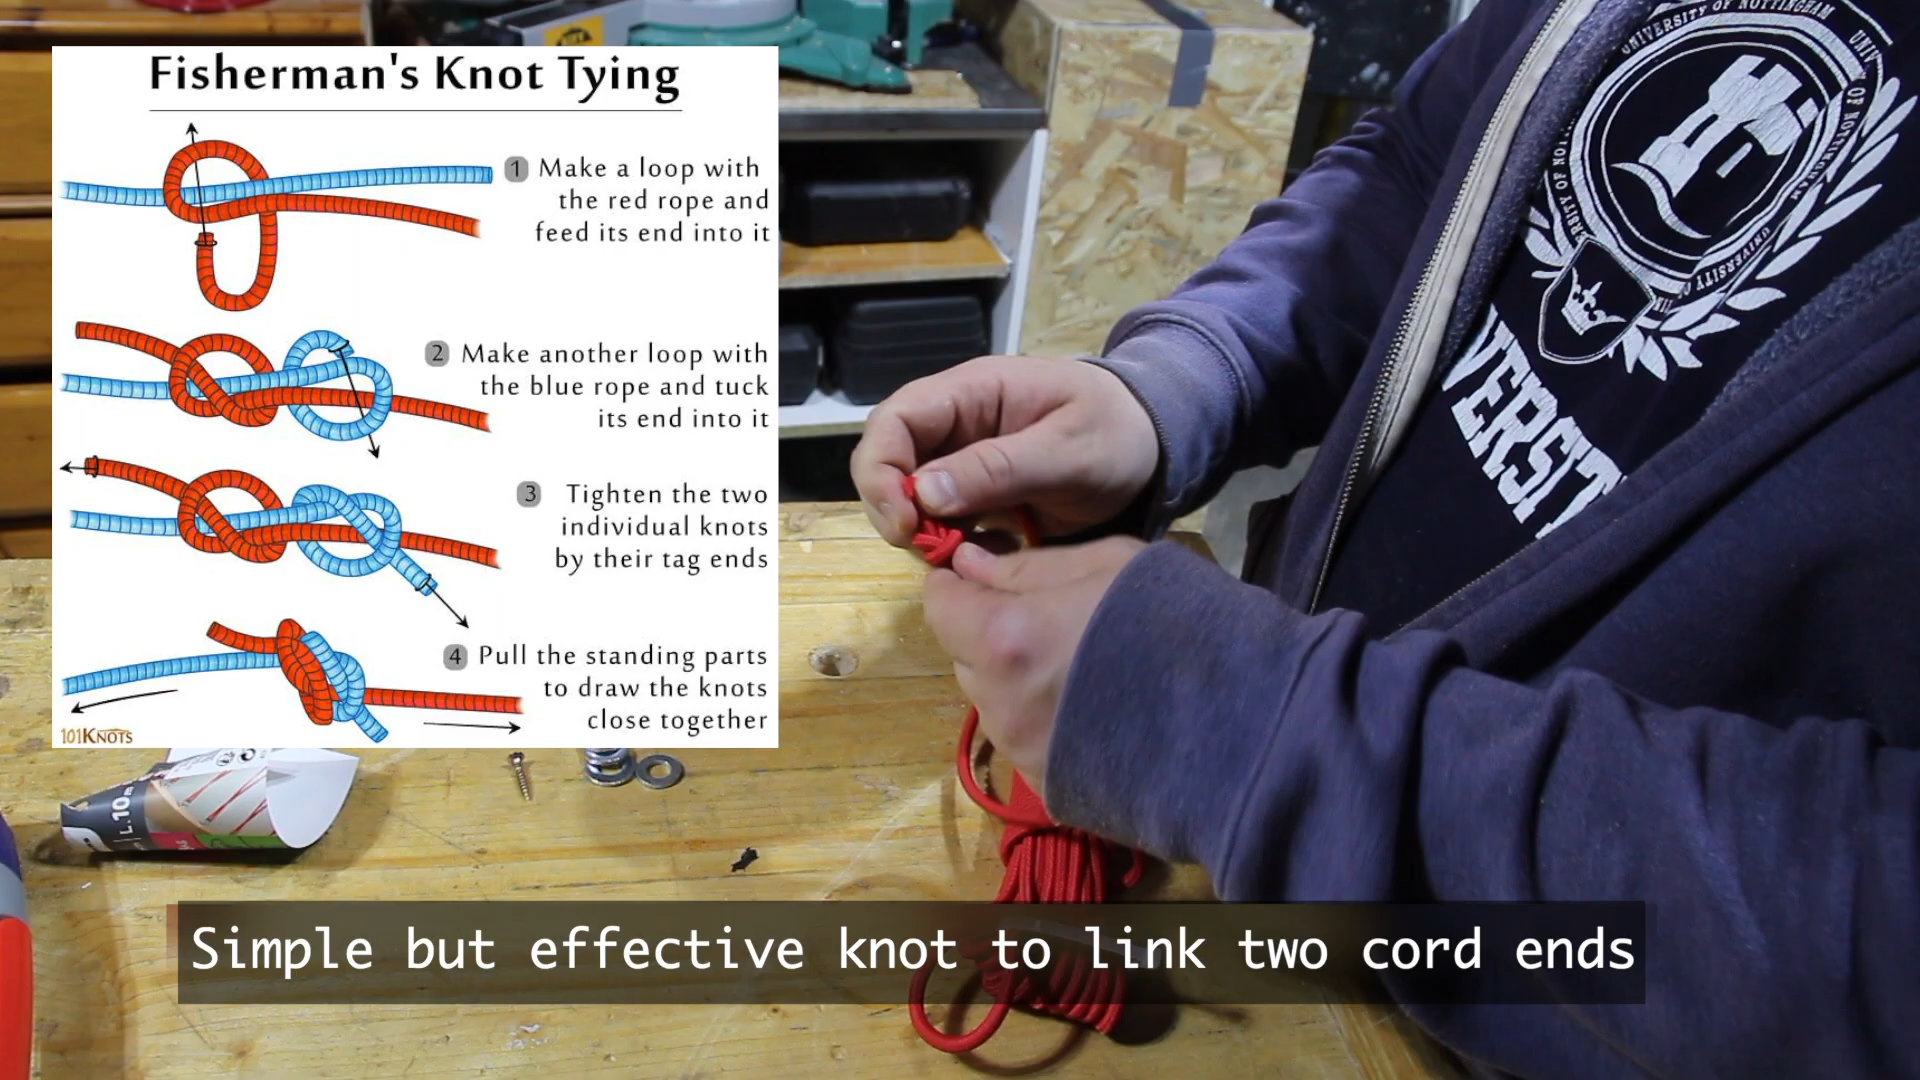 Fisherman's Knot Tying
1 Make a loop with
the red rope and
feed its end into it
2 Make another loop with
the blue rope and tuck
its end into it
3 Tighten the two
individual knots
by their tag ends
4 Pull the standing parts
to draw the knots
close together
101KNOTS
UNIVERSITY OF NOTTINGHAM
VERSIT
L.10m
Simple but effective knot to link two cord ends